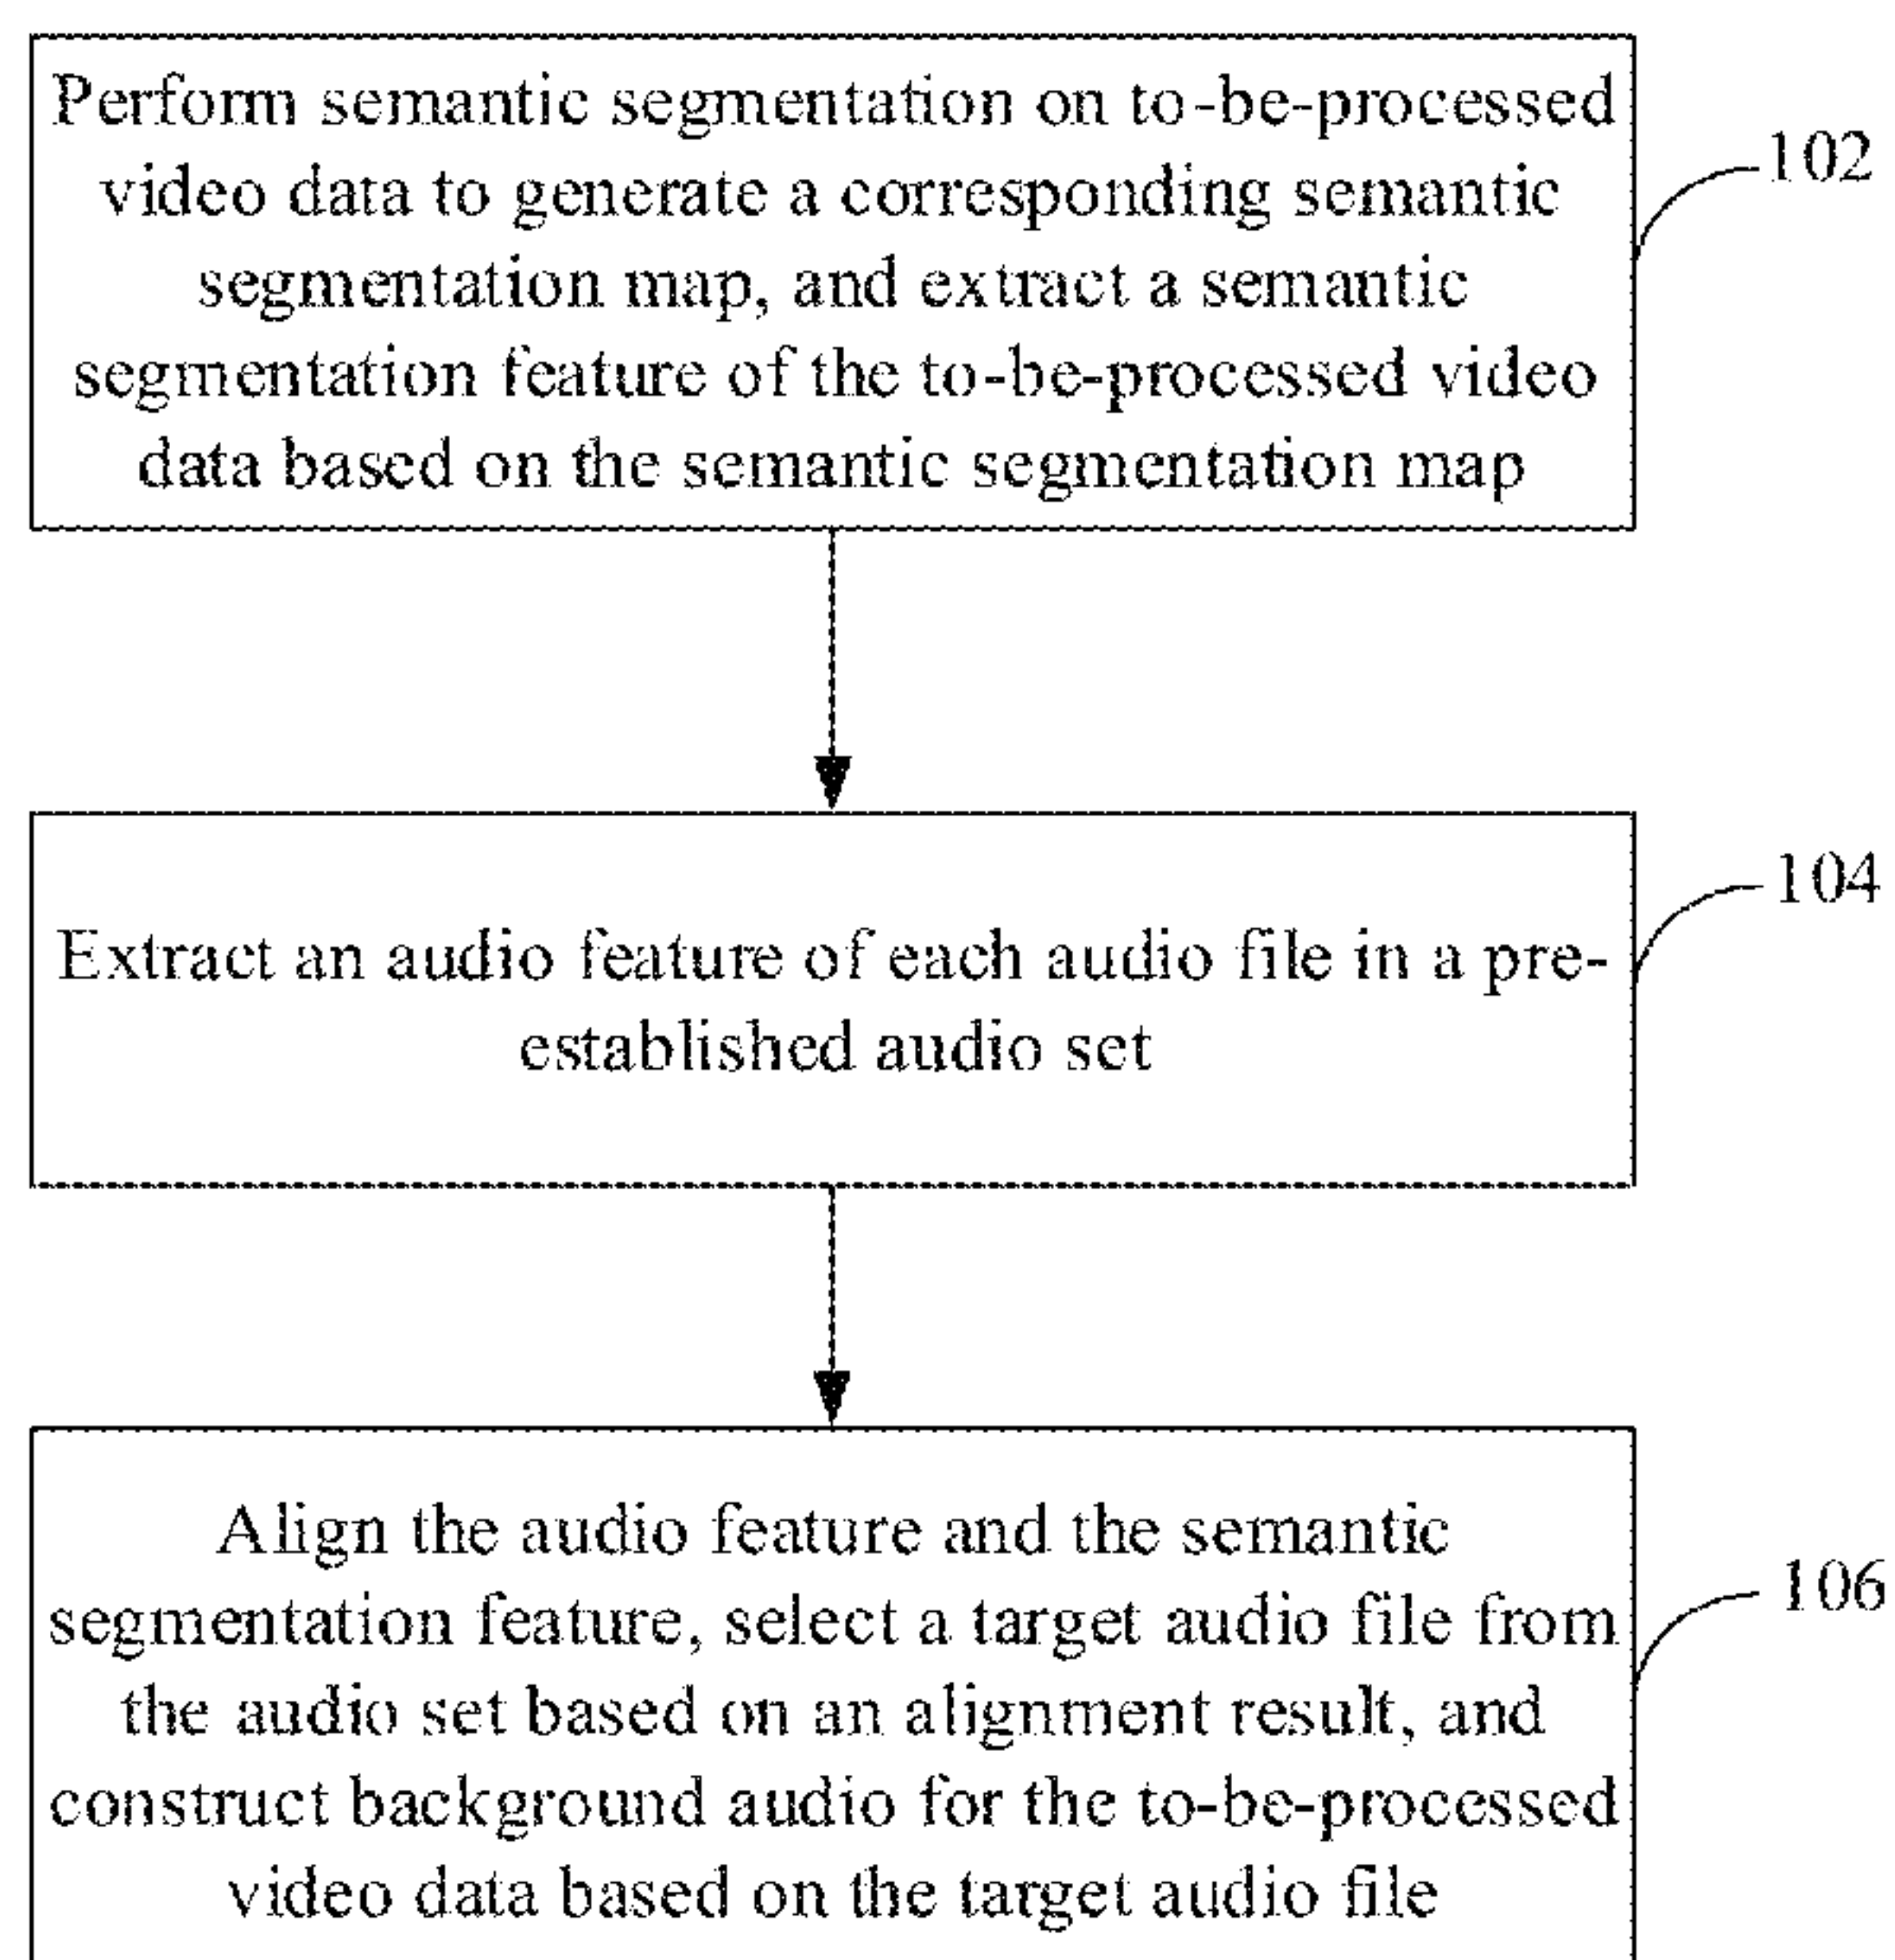 Perform semantic segmentation on to-be-processed
video data to generate a corresponding semantic
segmentation map, and extract a semantic
segmentation feature of the to-be-processed video
data based on the semantic segmentation map
102
Extract an audio feature of each audio file in a pre-
established audio set
104
Align the audio feature and the semantic
segmentation feature, select a target audio file from
the audio set based on an alignment result, and
construct background audio for the to-be-processed
video data based on the target audio file
106